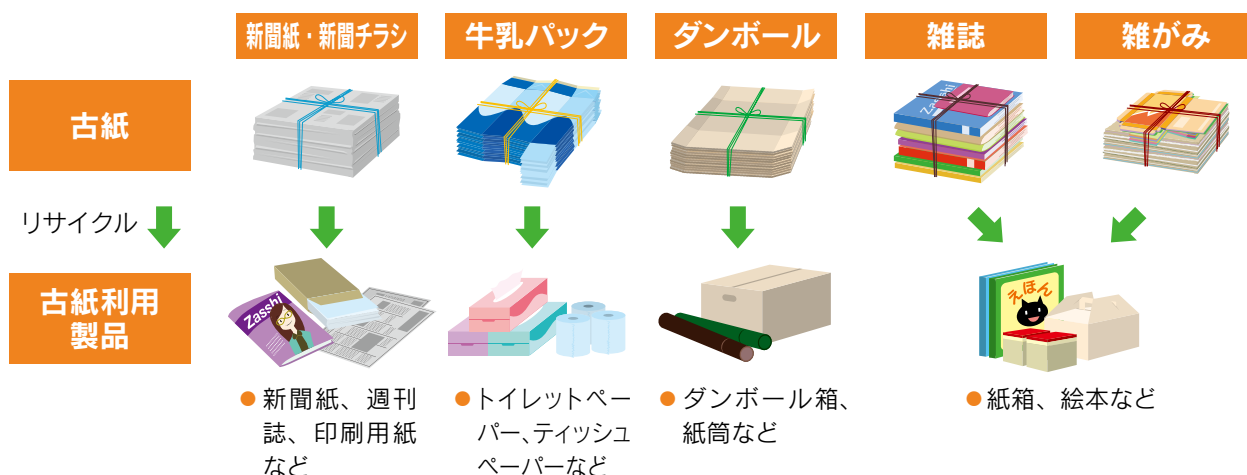 新聞紙・新聞チラシ
牛乳パック
ダンボール
雑誌
雑がみ
古紙
Zasshi
リサイクル
古紙利用
製品
Zasshi
えほん
●新聞紙、週刊
誌、印刷用紙
など
●トイレットペー
パー、ティッシュ
ペーパーなど
●ダンボール箱、
紙筒など
●紙箱、絵本など